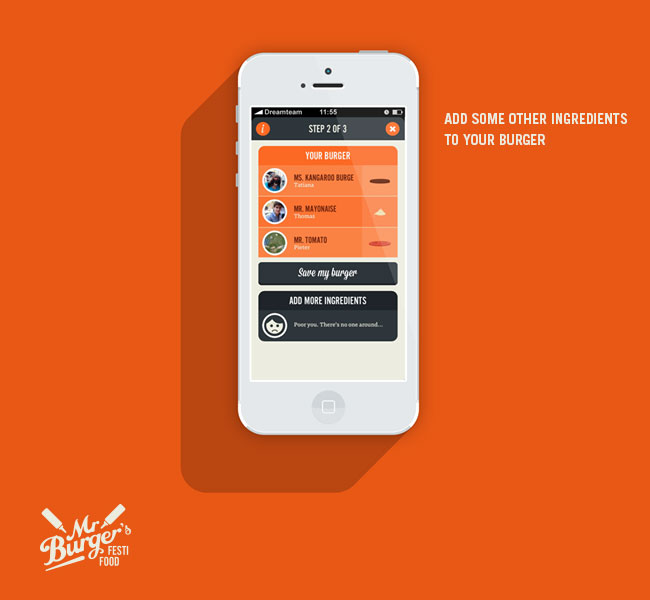 Dreamteam 11:55
i STEP 2 OF 3
YOUR BURGER
MS. KANGAROO BURGE
Tatiana
MR. MAYONAISE
Thomas
MR. TOMATO
Pieter
Save my burger
ADD MORE INGREDIENTS
Poor you. There's no one around...
ADD SOME OTHER INGREDIENTS
TO YOUR BURGER
Mr
Burger's
FESTI
FOOD